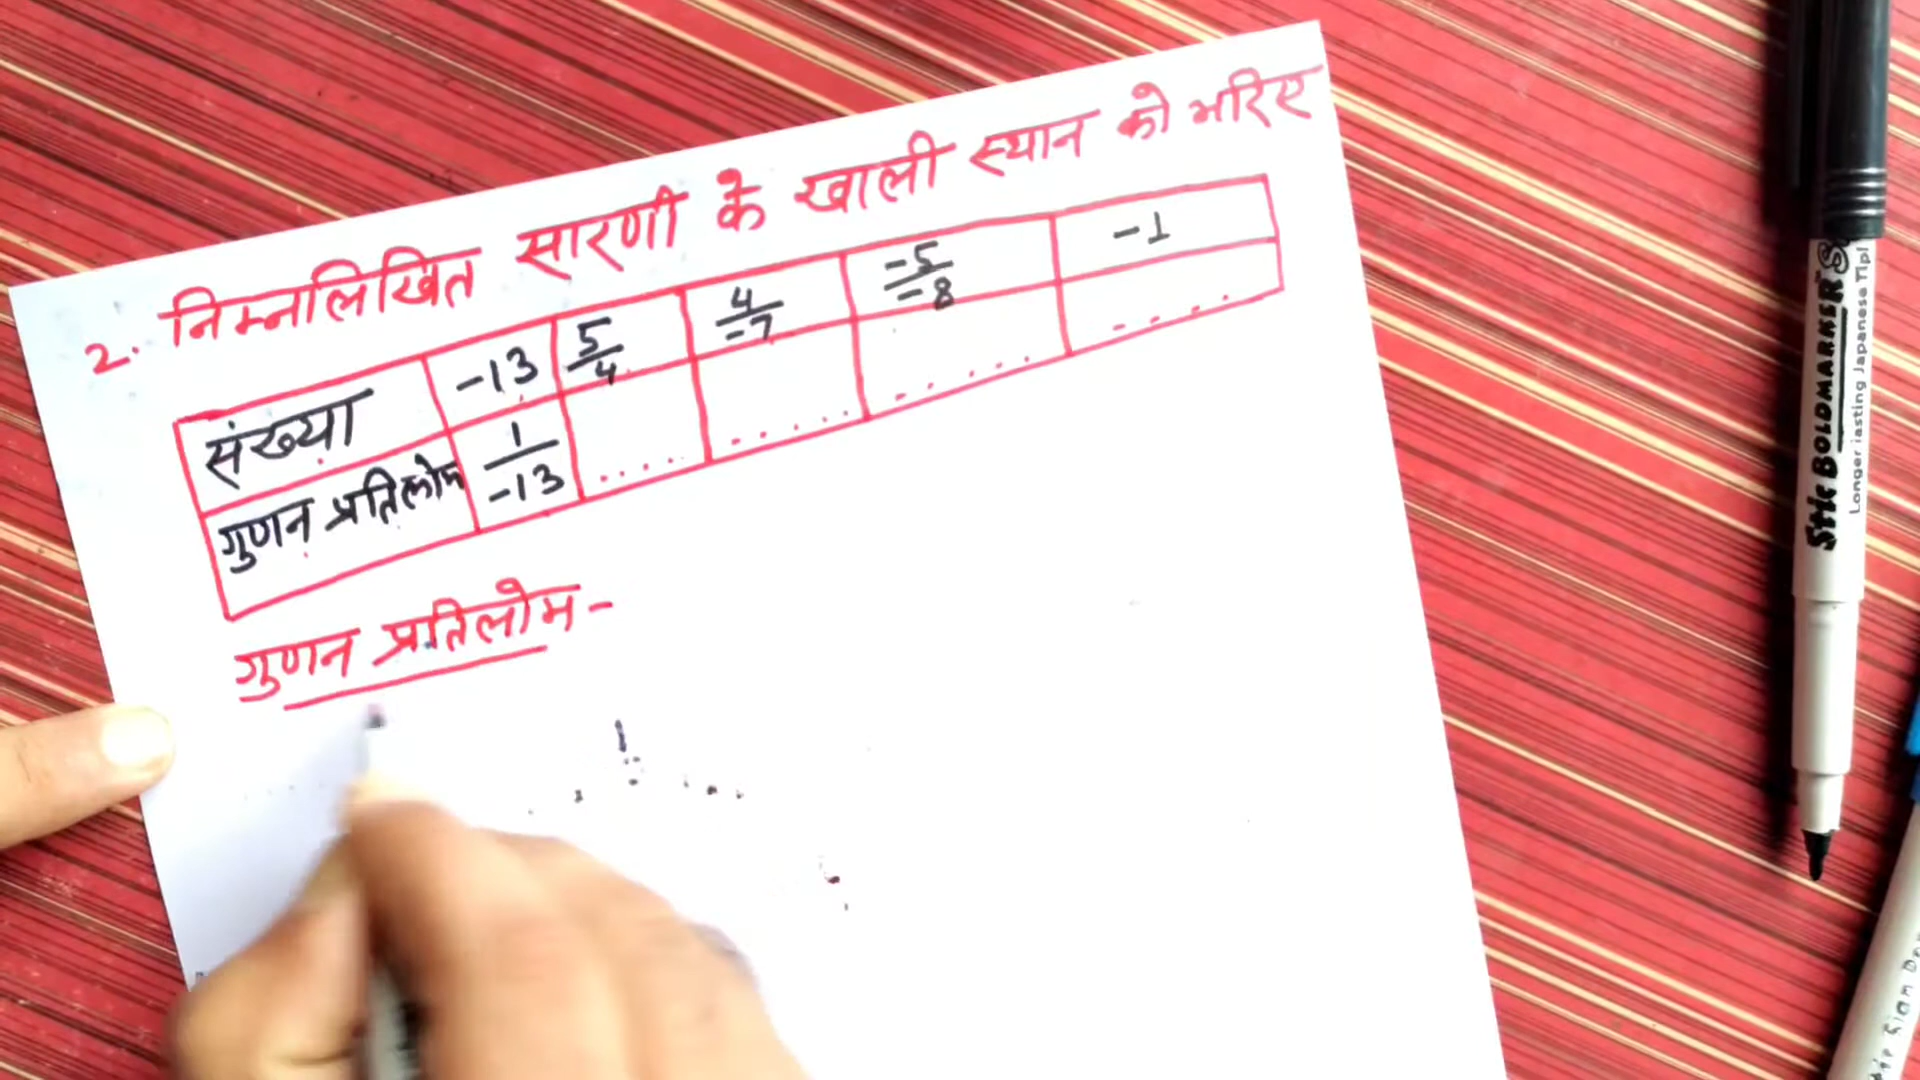 2. निम्नलिखित सारणी के खाली स्थान को भरिए
संख्या -13 5/4 4/-7 -5/-8 -1
गुणन प्रतिलोम 1/-13 ..... ..... ..... ....
गुणन प्रतिलोम -
Stic BOLDMARKER S
Longer lasting Japanese Tip!